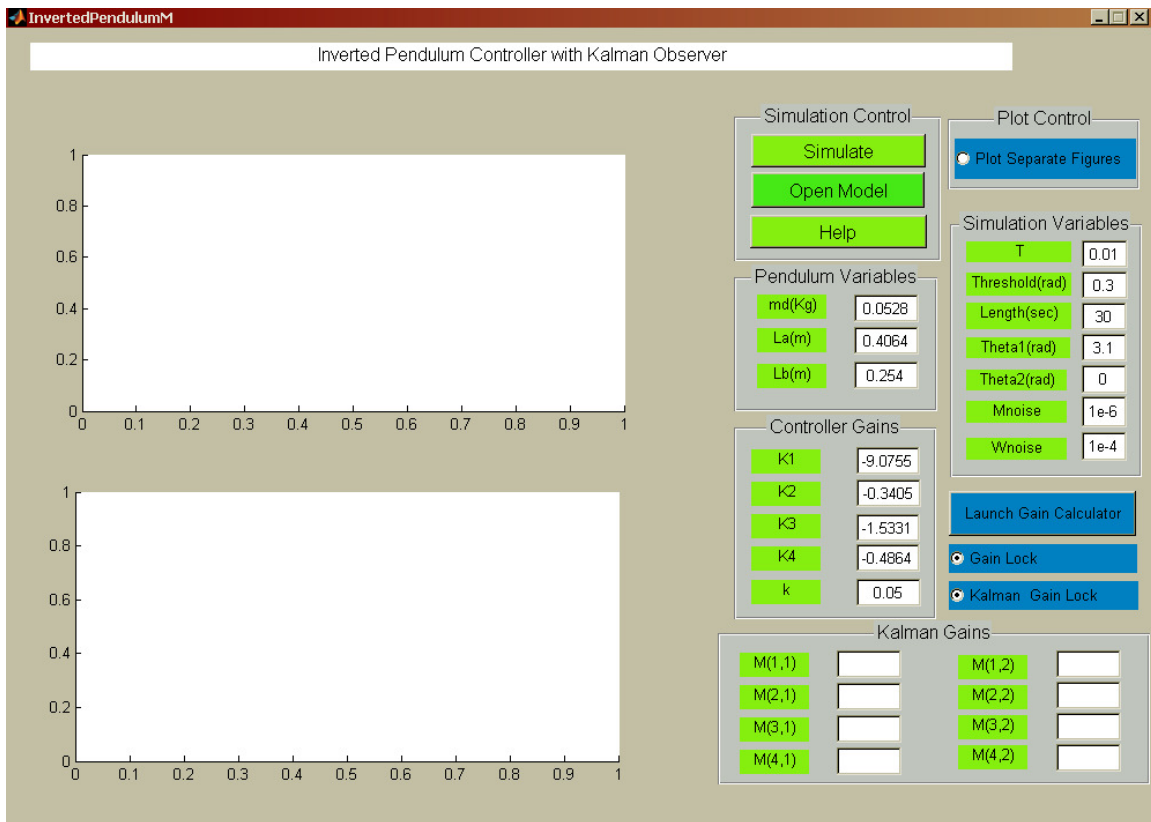 InvertedPendulumM
Inverted Pendulum Controller with Kalman Observer
1
0.8
0.6
0.4
0.2
0
0 0.1 0.2 0.3 0.4 0.5 0.6 0.7 0.8 0.9 1
1
0.8
0.6
0.4
0.2
0
0 0.1 0.2 0.3 0.4 0.5 0.6 0.7 0.8 0.9 1
Simulation Control
Simulate
Open Model
Help
Plot Control
Plot Separate Figures
Pendulum Variables
md(Kg) 0.0528
La(m) 0.4064
Lb(m) 0.254
Simulation Variables
T 0.01
Threshold(rad) 0.3
Length(sec) 30
Theta1(rad) 3.1
Theta2(rad) 0
Mnoise 1e-6
Wnoise 1e-4
Controller Gains
K1 -9.0755
K2 -0.3405
K3 -1.5331
K4 -0.4864
k 0.05
Launch Gain Calculator
Gain Lock
Kalman Gain Lock
Kalman Gains
M(1,1) M(1,2)
M(2,1) M(2,2)
M(3,1) M(3,2)
M(4,1) M(4,2)